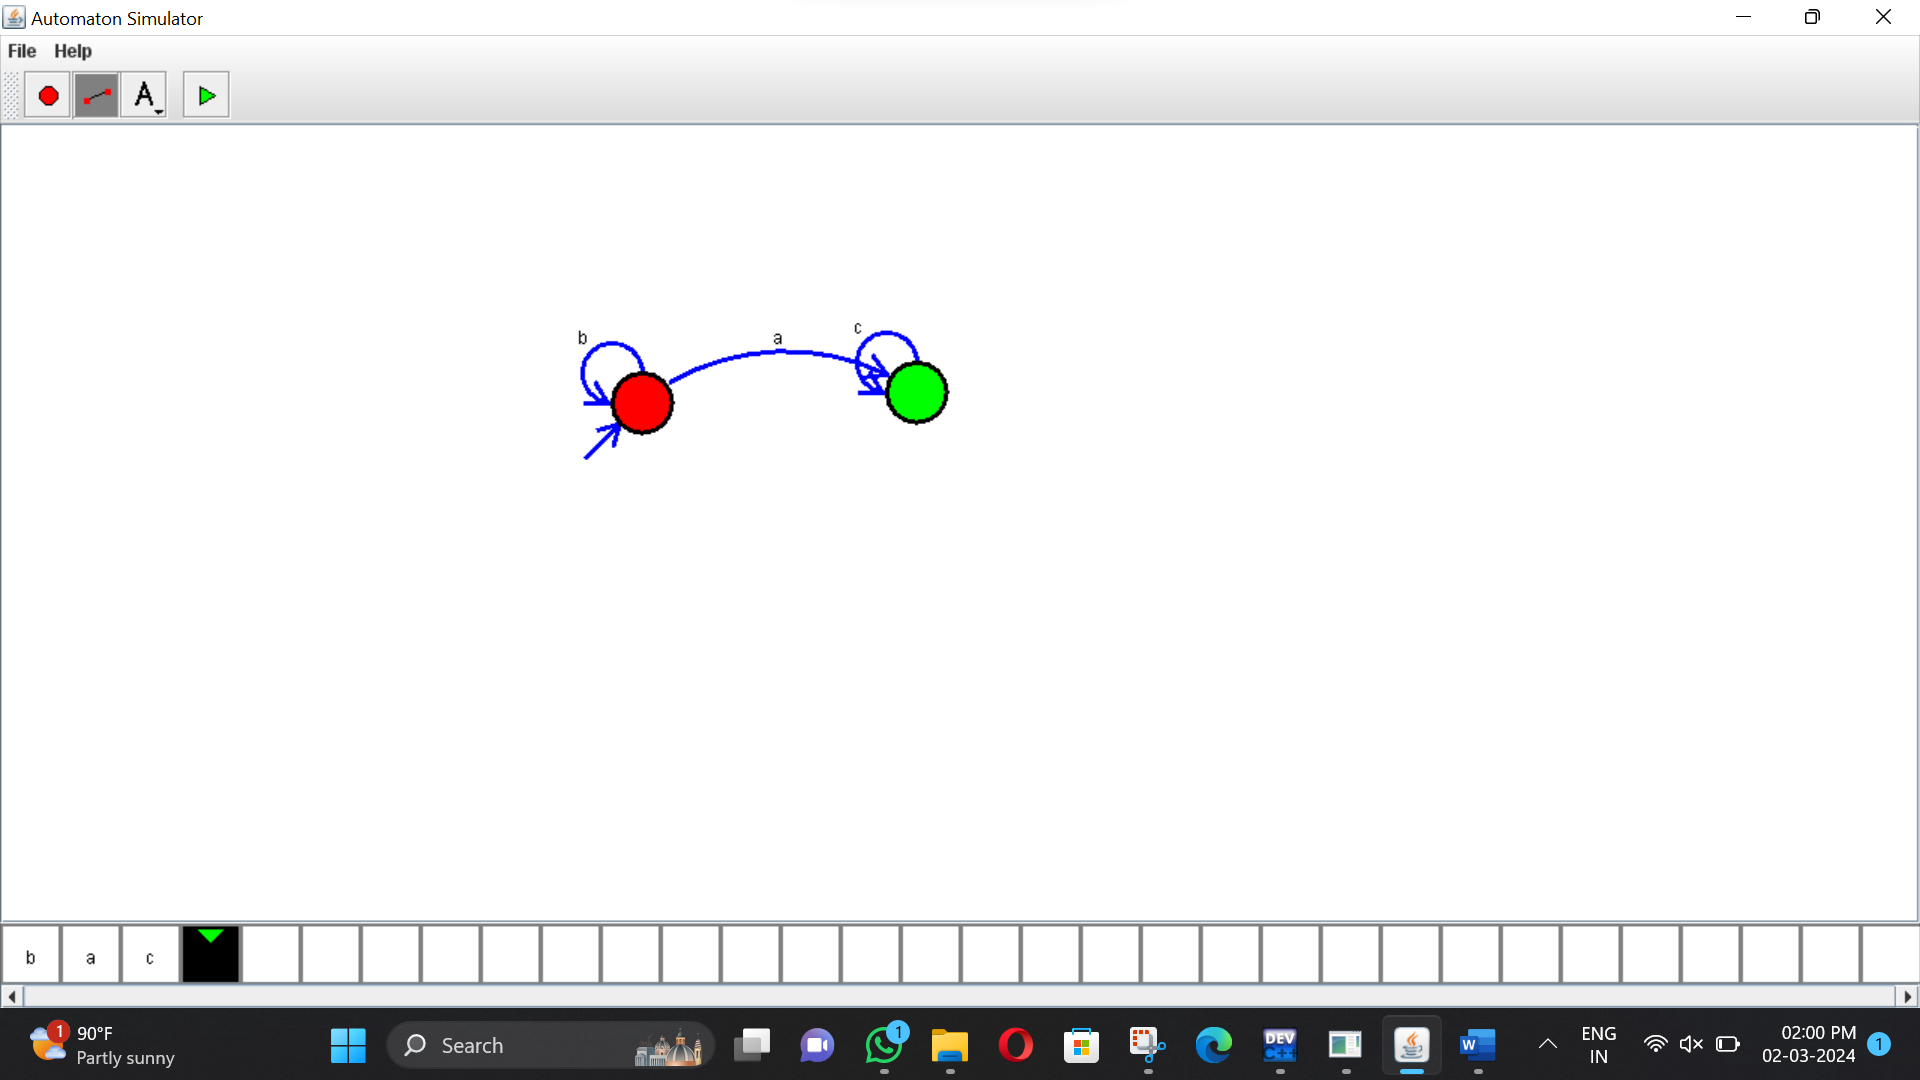 Automaton Simulator
File Help
A
b
a
c
b a c
1
90°F
Partly sunny
Search
1
DEV
C++
W
ENG
IN
02:00 PM
02-03-2024
1